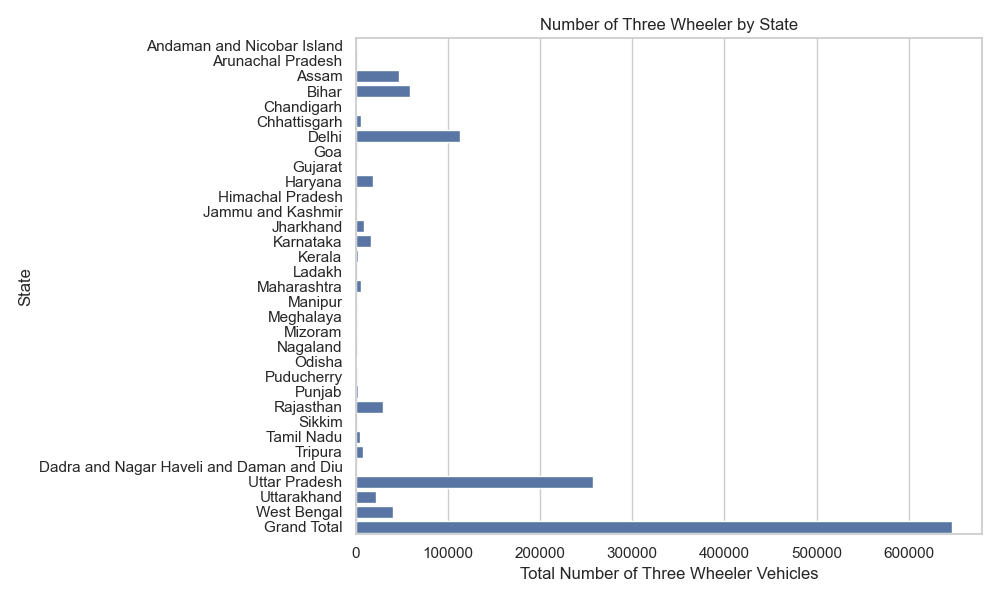 Number of Three Wheeler by State
State
Andaman and Nicobar Island
Arunachal Pradesh
Assam
Bihar
Chandigarh
Chhattisgarh
Delhi
Goa
Gujarat
Haryana
Himachal Pradesh
Jammu and Kashmir
Jharkhand
Karnataka
Kerala
Ladakh
Maharashtra
Manipur
Meghalaya
Mizoram
Nagaland
Odisha
Puducherry
Punjab
Rajasthan
Sikkim
Tamil Nadu
Tripura
Dadra and Nagar Haveli and Daman and Diu
Uttar Pradesh
Uttarakhand
West Bengal
Grand Total
0 100000 200000 300000 400000 500000 600000
Total Number of Three Wheeler Vehicles